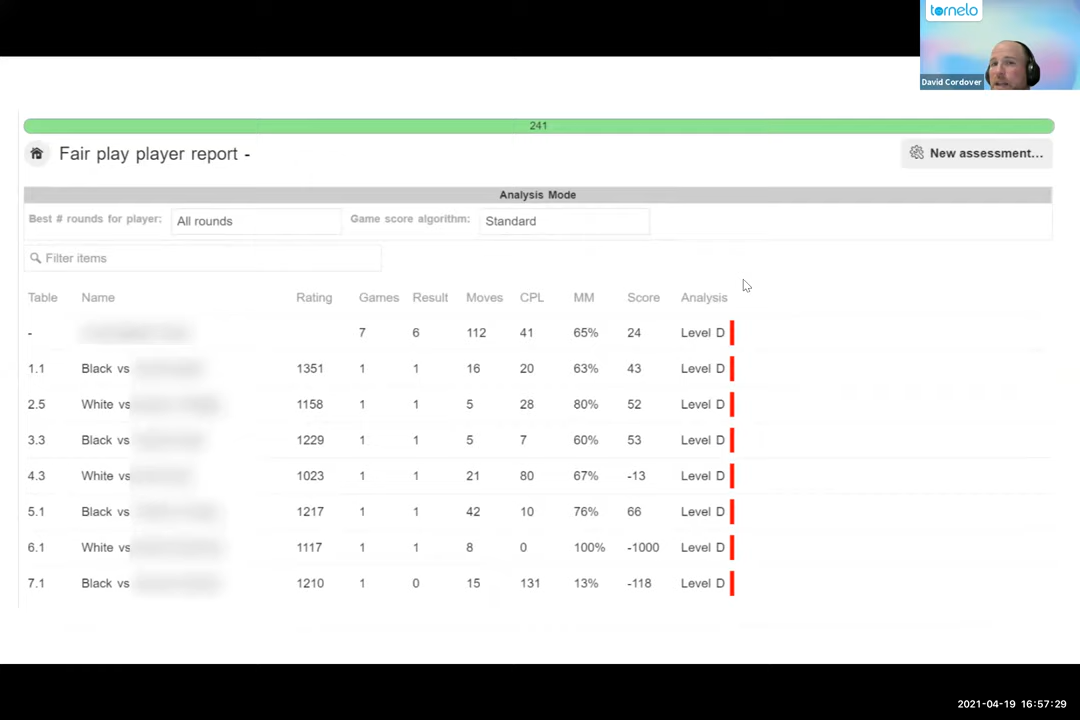 tornelo
David Cordover
241
Fair play player report -
New assessment...
Analysis Mode
Best # rounds for player: All rounds Game score algorithm: Standard
Filter items
Table Name Rating Games Result Moves CPL MM Score Analysis
- 7 6 112 41 65% 24 Level D
1.1 Black vs 1351 1 1 16 20 63% 43 Level D
2.5 White vs 1158 1 1 5 28 80% 52 Level D
3.3 Black vs 1229 1 1 5 7 60% 53 Level D
4.3 White vs 1023 1 1 21 80 67% -13 Level D
5.1 Black vs 1217 1 1 42 10 76% 66 Level D
6.1 White vs 1117 1 1 8 0 100% -1000 Level D
7.1 Black vs 1210 1 0 15 131 13% -118 Level D
2021-04-19 16:57:29